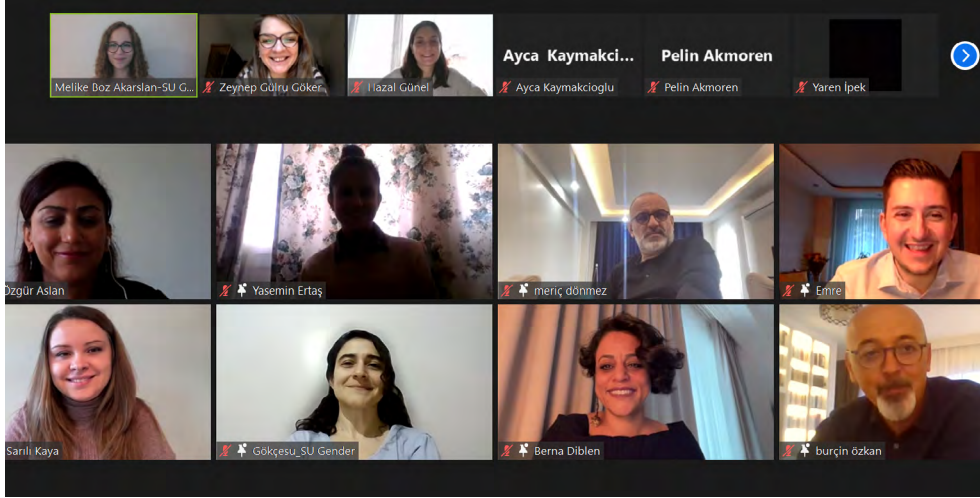 Ayca Kaymakci...
Pelin Akmoren
Melike Boz Akarslan-SU G...
Zeynep Gülru Göker
Hazal Günel
Ayca Kaymakcioglu
Pelin Akmoren
Yaren İpek
Özgür Aslan
Yasemin Ertaş
meriç dönmez
Emre
Sarılı Kaya
Gökçesu_SU Gender
Berna Diblen
burçin özkan